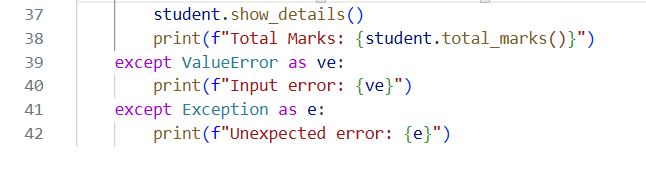 37 student.show_details()
38 print(f"Total Marks: {student.total_marks()}")
39 except ValueError as ve:
40 print(f"Input error: {ve}")
41 except Exception as e:
42 print(f"Unexpected error: {e}")